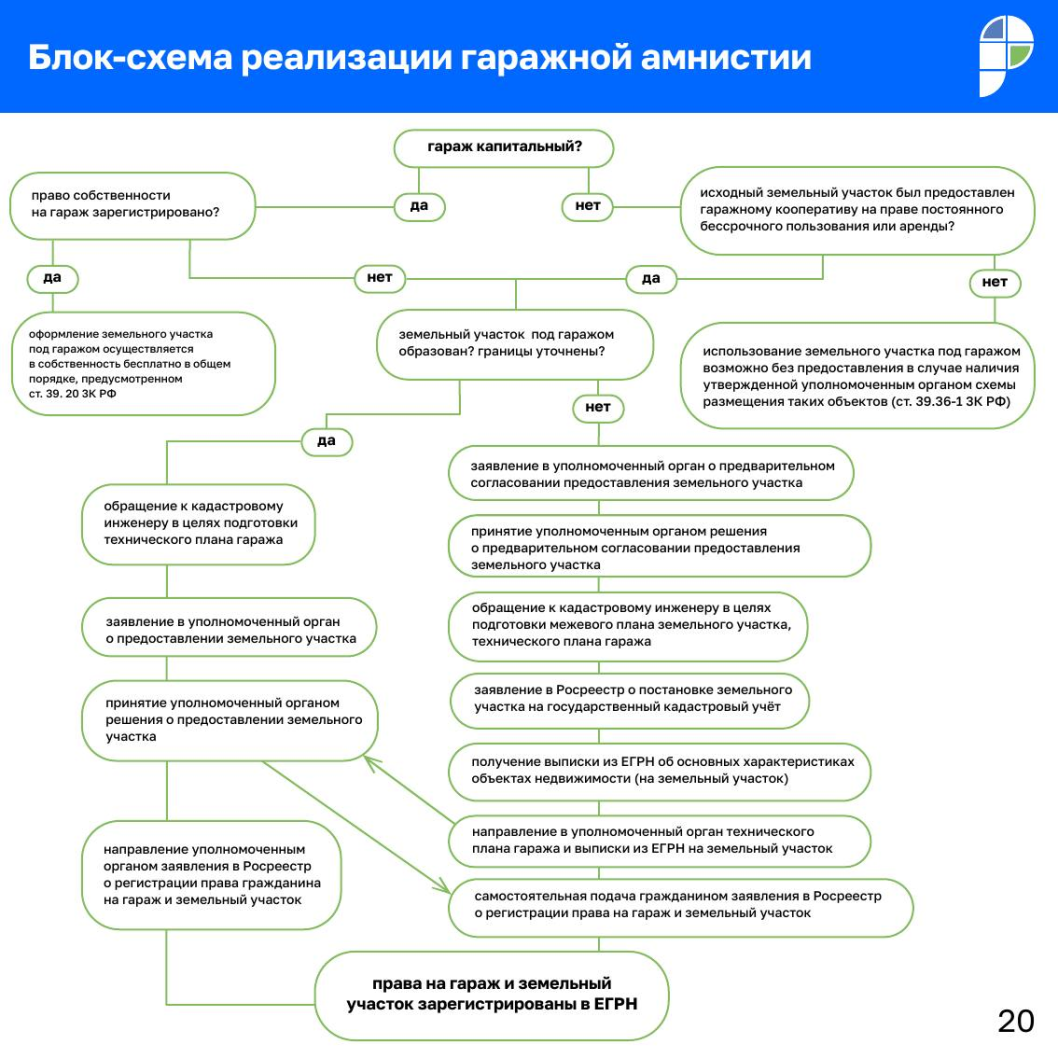 Блок-схема реализации гаражной амнистии
гараж капитальный?
право собственности
на гараж зарегистрировано?
да
нет
исходный земельный участок был предоставлен
гаражному кооперативу на праве постоянного
бессрочного пользования или аренды?
да
нет
да
нет
оформление земельного участка
под гаражом осуществляется
в собственность бесплатно в общем
порядке, предусмотренном
ст. 39. 20 ЗК РФ
земельный участок под гаражом
образован? границы уточнены?
использование земельного участка под гаражом
возможно без предоставления в случае наличия
утвержденной уполномоченным органом схемы
размещения таких объектов (ст. 39.36-1 ЗК РФ)
да
нет
обращение к кадастровому
инженеру в целях подготовки
технического плана гаража
заявление в уполномоченный орган
о предоставлении земельного участка
принятие уполномоченный органом
решения о предоставлении земельного
участка
направление уполномоченным
органом заявления в Росреестр
о регистрации права гражданина
на гараж и земельный участок
заявление в уполномоченный орган о предварительном
согласовании предоставления земельного участка
принятие уполномоченным органом решения
о предварительном согласовании предоставления
земельного участка
обращение к кадастровому инженеру в целях
подготовки межевого плана земельного участка,
технического плана гаража
заявление в Росреестр о постановке земельного
участка на государственный кадастровый учёт
получение выписки из ЕГРН об основных характеристиках
объектах недвижимости (на земельный участок)
направление в уполномоченный орган технического
плана гаража и выписки из ЕГРН на земельный участок
самостоятельная подача гражданином заявления в Росреестр
о регистрации права на гараж и земельный участок
права на гараж и земельный
участок зарегистрированы в ЕГРН
20